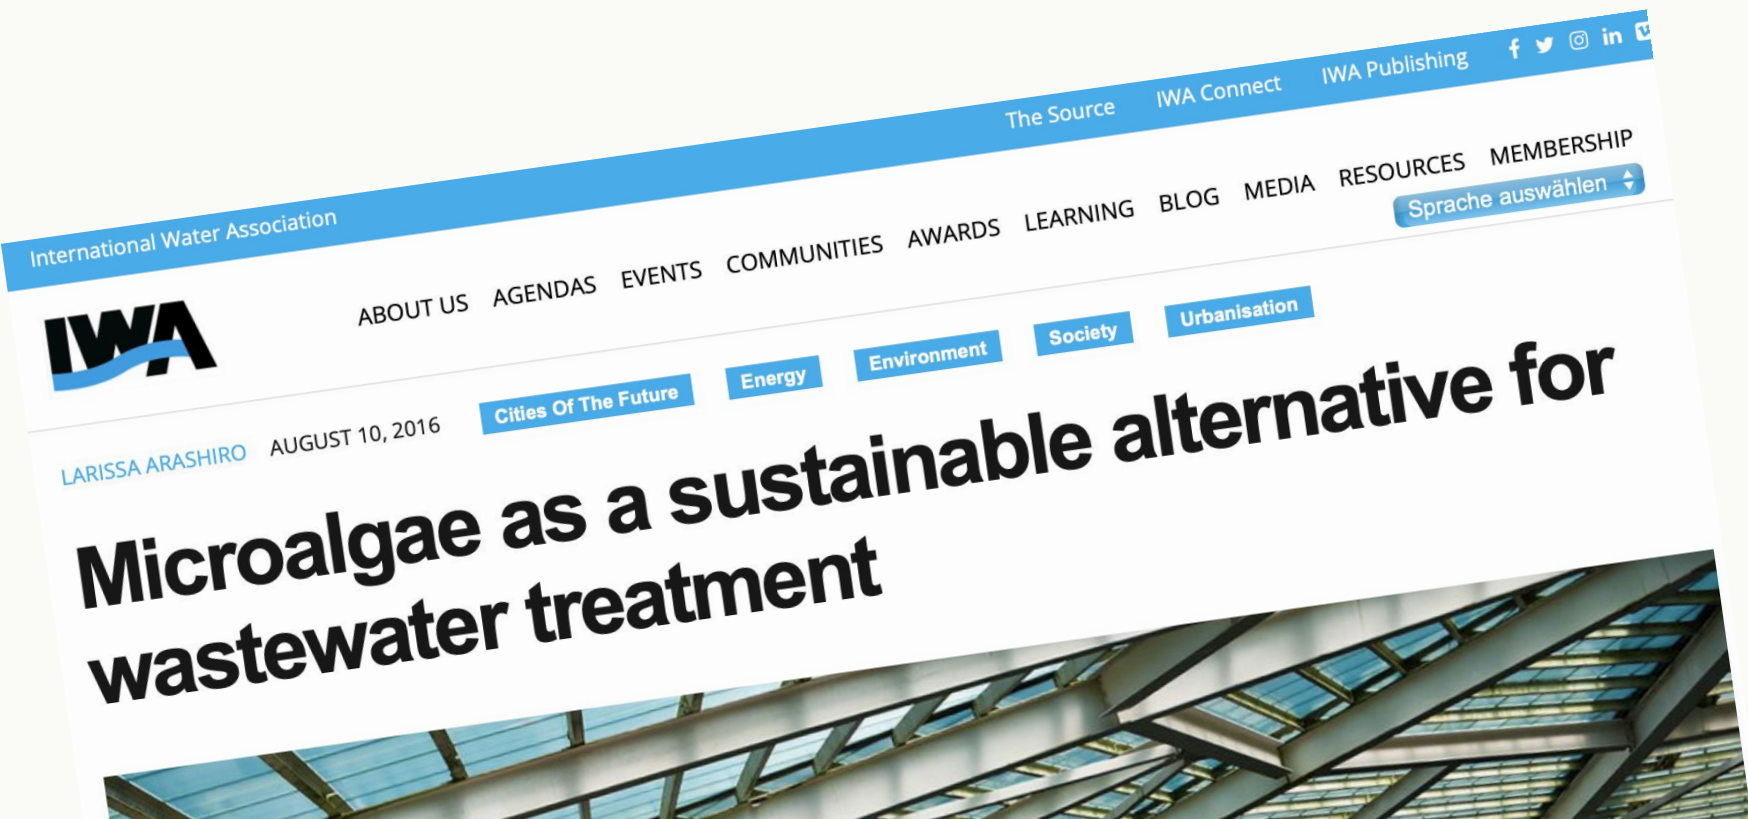 The Source IWA Connect IWA Publishing
International Water Association
IWA
ABOUT US AGENDAS EVENTS COMMUNITIES AWARDS LEARNING BLOG MEDIA RESOURCES MEMBERSHIP
Sprache auswählen
LARISSA ARASHIRO AUGUST 10, 2016 Cities Of The Future Energy Environment Society Urbanisation
Microalgae as a sustainable alternative for
wastewater treatment